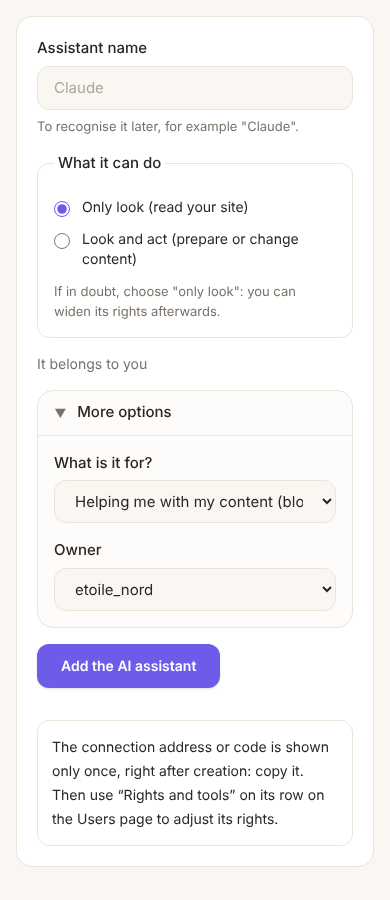 Assistant name
Claude
To recognise it later, for example "Claude".
What it can do
Only look (read your site)
Look and act (prepare or change
content)
If in doubt, choose "only look": you can
widen its rights afterwards.
It belongs to you
More options
What is it for?
Helping me with my content (blo
Owner
etoile_nord
Add the AI assistant
The connection address or code is shown
only once, right after creation: copy it.
Then use “Rights and tools” on its row on
the Users page to adjust its rights.